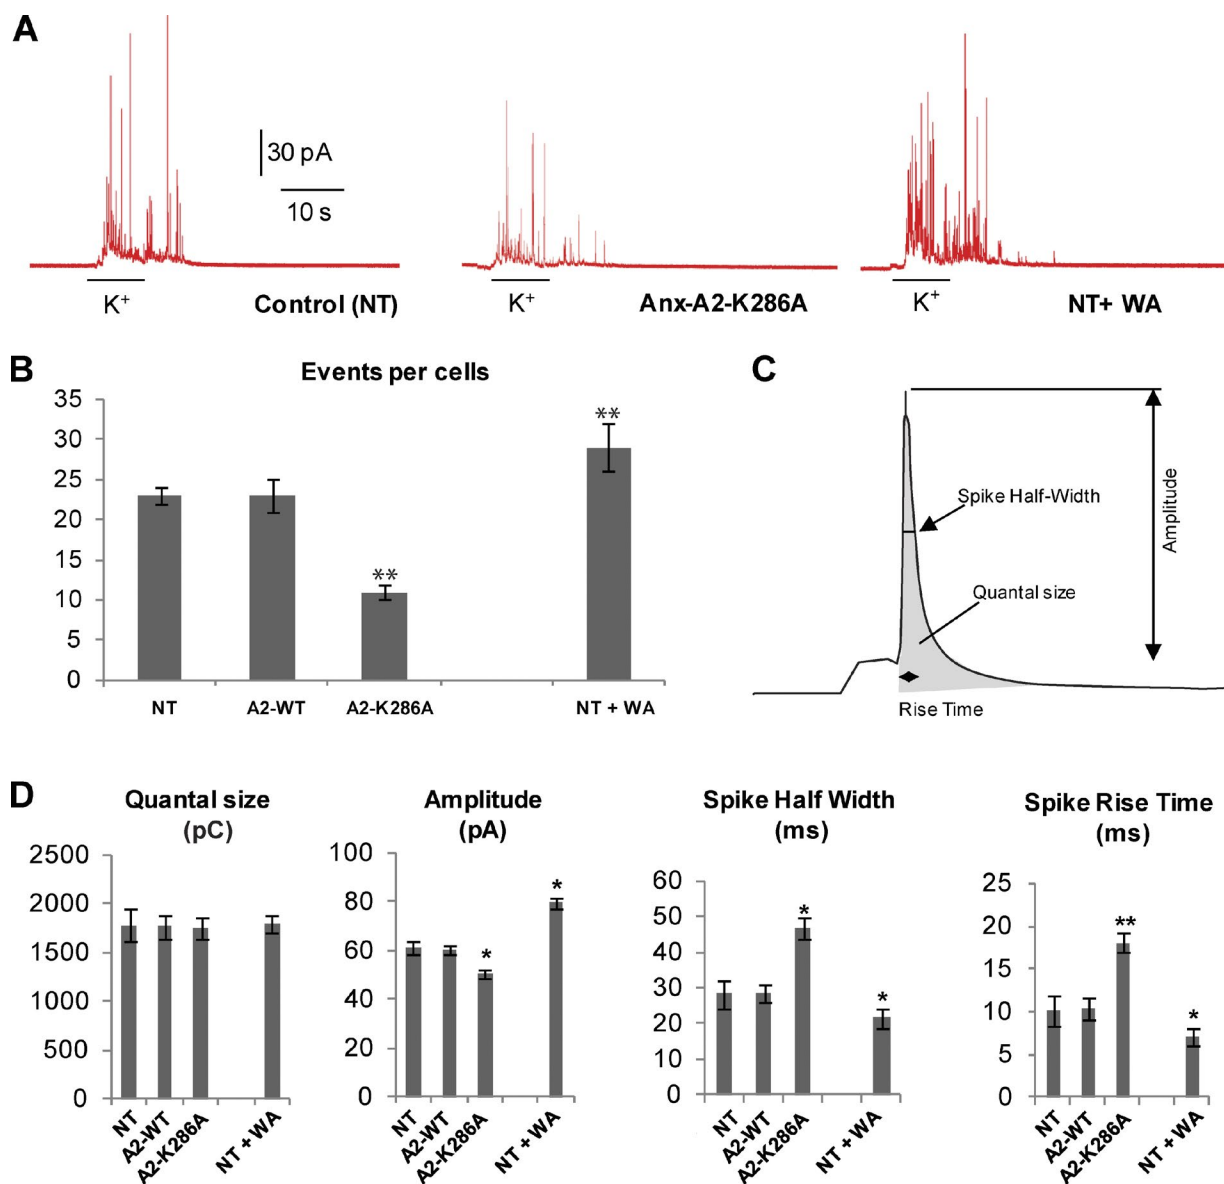 A
30 pA
10 s
K+
Control (NT)
K+
Anx-A2-K286A
K+
NT+ WA
B
Events per cells
35
30
25
20
15
10
5
0
**
**
NT
A2-WT
A2-K286A
NT + WA
C
Spike Half-Width
Quantal size
Amplitude
Rise Time
D
Quantal size
(pC)
2500
2000
1500
1000
500
0
NT
A2-WT
A2-K286A
NT + WA
Amplitude
(pA)
100
80
60
40
20
0
*
*
NT
A2-WT
A2-K286A
NT + WA
Spike Half Width
(ms)
60
50
40
30
20
10
0
*
*
NT
A2-WT
A2-K286A
NT + WA
Spike Rise Time
(ms)
25
20
15
10
5
0
**
*
NT
A2-WT
A2-K286A
NT + WA